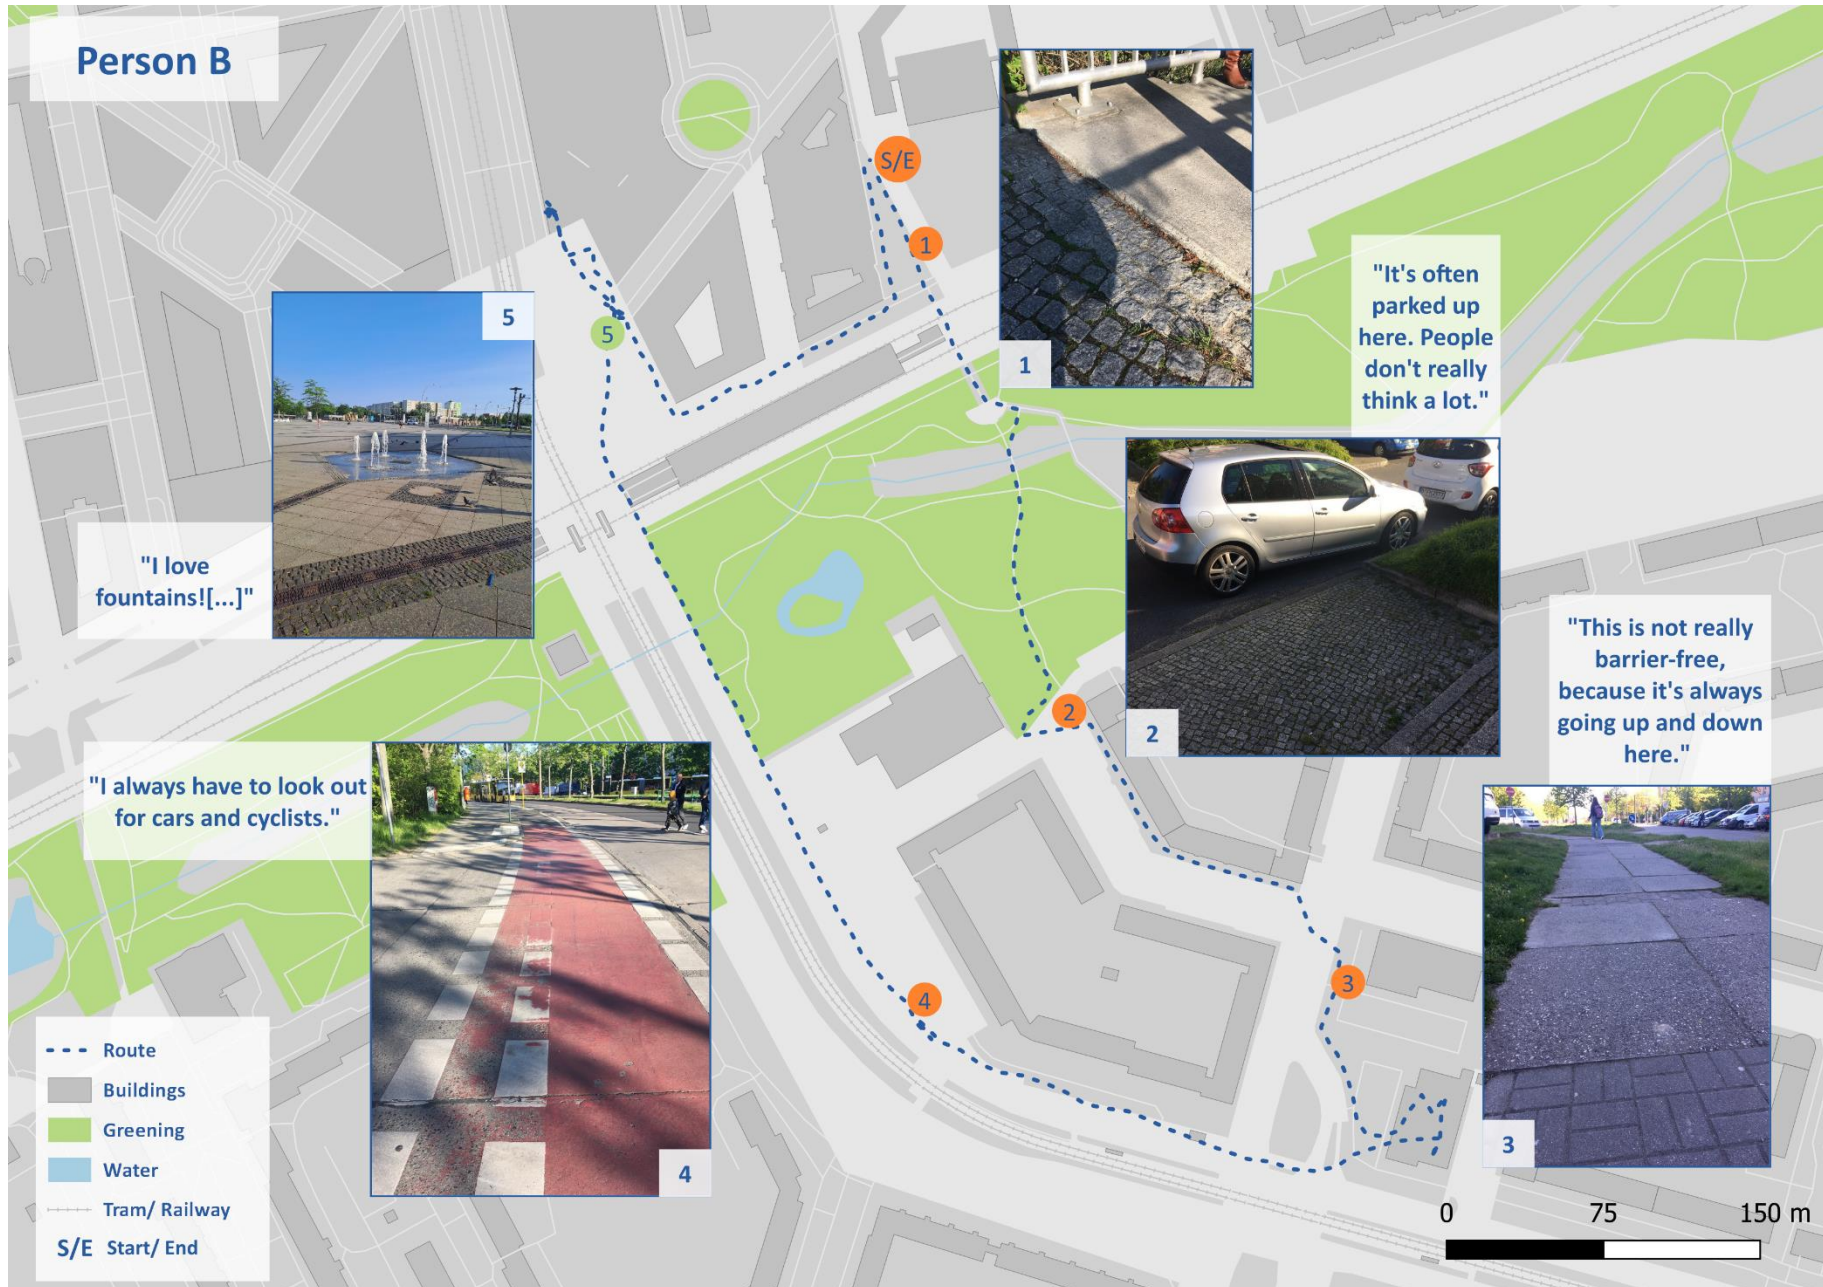 Person B
S/E
1
1
5
"It's often
parked up
here. People
don't really
think a lot."
5
2
"I love
fountains![...]"
2
"This is not really
barrier-free,
because it's always
going up and down
here."
"I always have to look out
for cars and cyclists."
3
4
3
4
Route
Buildings
Greening
Water
Tram/ Railway
S/E Start/ End
0 75 150 m